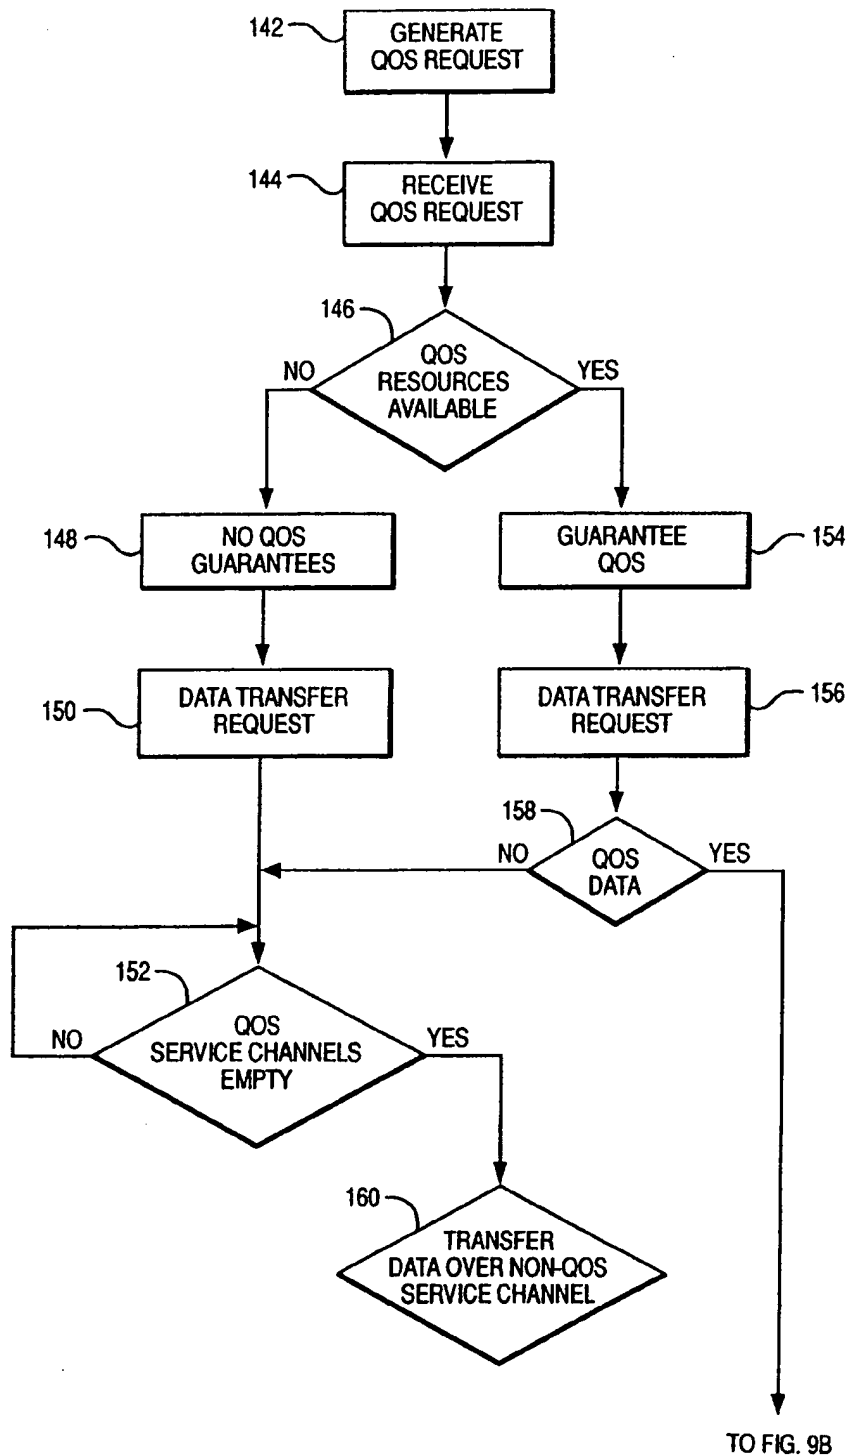 142
GENERATE
QOS REQUEST
144
RECEIVE
QOS REQUEST
146
QOS
RESOURCES
AVAILABLE
NO
YES
148
NO QOS
GUARANTEES
GUARANTEE
QOS
154
150
DATA TRANSFER
REQUEST
DATA TRANSFER
REQUEST
156
158
QOS
DATA
NO
YES
152
QOS
SERVICE CHANNELS
EMPTY
NO
YES
160
TRANSFER
DATA OVER NON-QOS
SERVICE CHANNEL
TO FIG. 9B